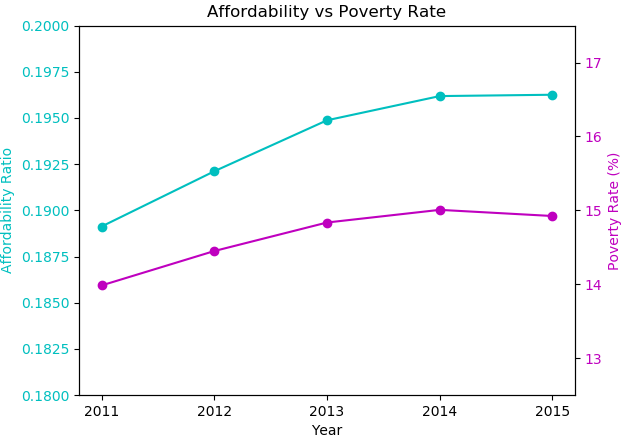 Affordability vs Poverty Rate
0.2000
0.1975
0.1950
0.1925
0.1900
0.1875
0.1850
0.1825
0.1800
Affordability Ratio
17
16
15
14
13
Poverty Rate (%)
2011 2012 2013 2014 2015
Year